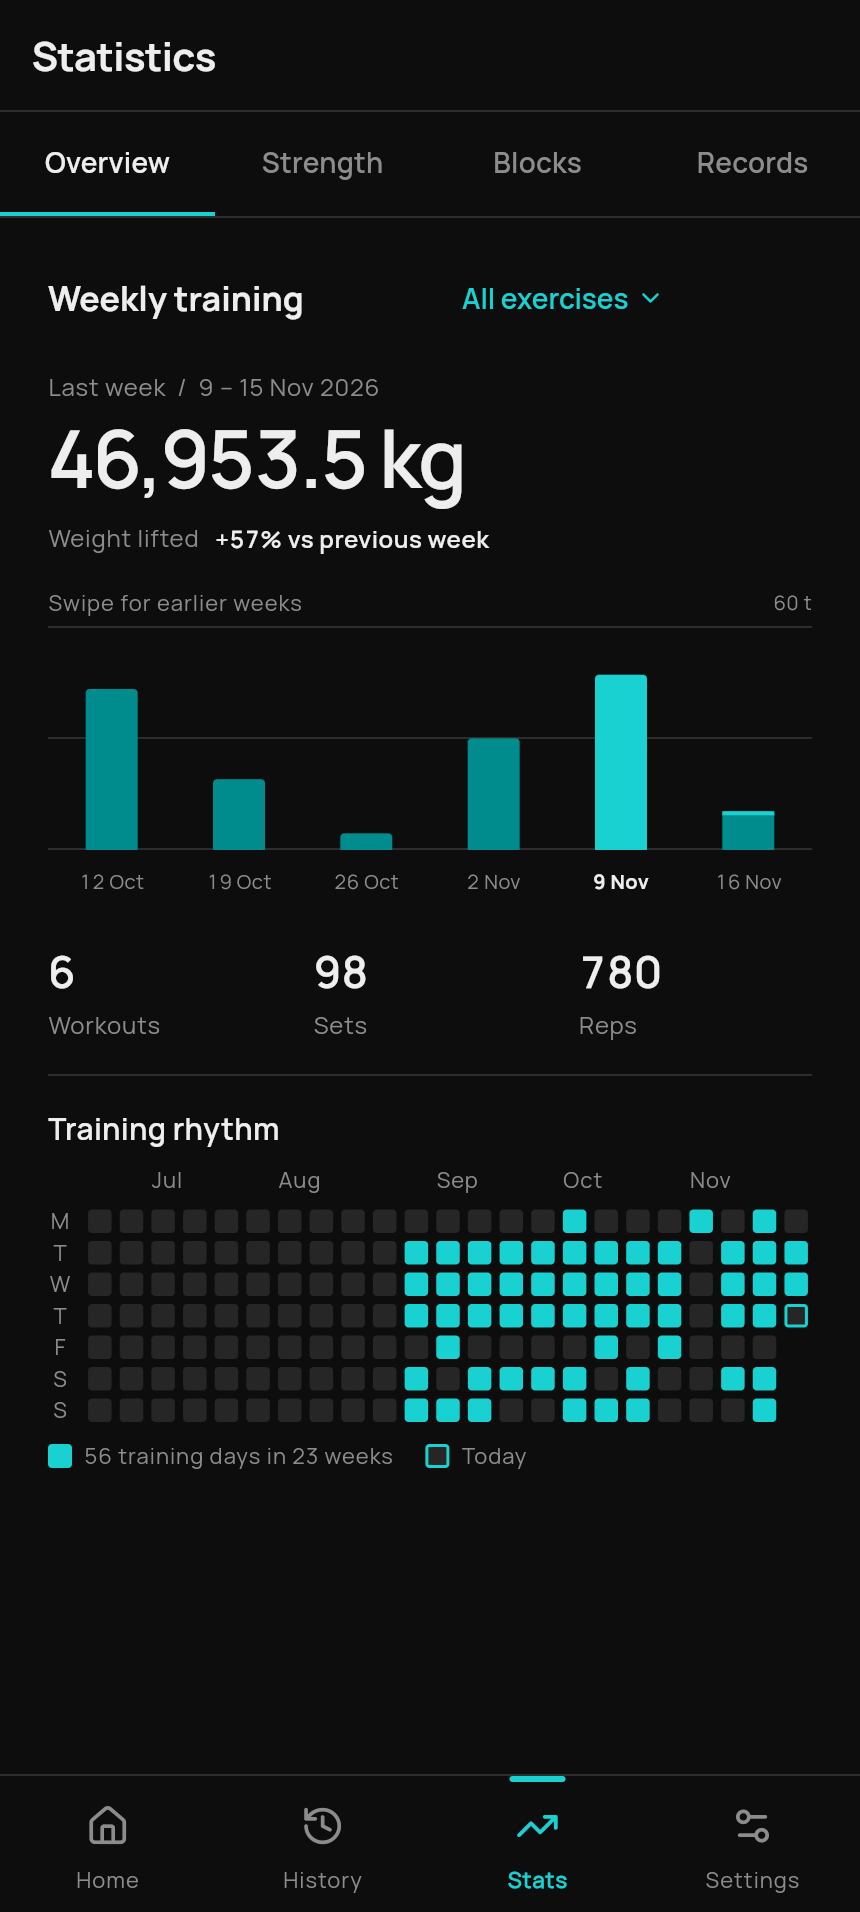 Statistics
Overview Strength Blocks Records
Weekly training All exercises
Last week / 9 – 15 Nov 2026
46,953.5 kg
Weight lifted +57% vs previous week
Swipe for earlier weeks 60 t
12 Oct 19 Oct 26 Oct 2 Nov 9 Nov 16 Nov
6 98 780
Workouts Sets Reps
Training rhythm
Jul Aug Sep Oct Nov
M
T
W
T
F
S
S
56 training days in 23 weeks Today
Home History Stats Settings